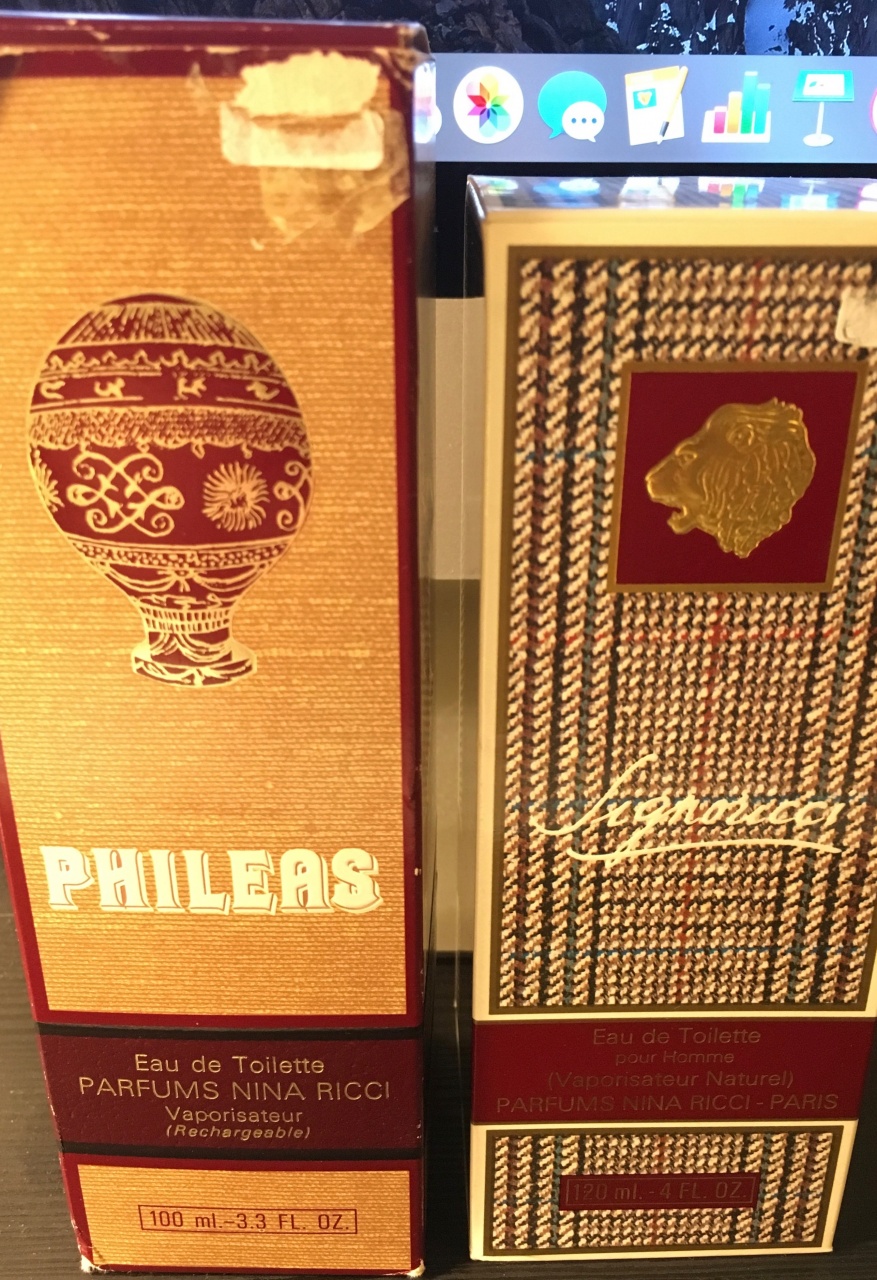 PHILEAS
Eau de Toilette
PARFUMS NINA RICCI
Vaporisateur
(Rechargeable)
100 ml.-3.3 FL. OZ.
Signoricci
Eau de Toilette
pour Homme
(Vaporisateur Naturel)
PARFUMS NINA RICCI - PARIS
120 ml. - 4 FL. OZ.